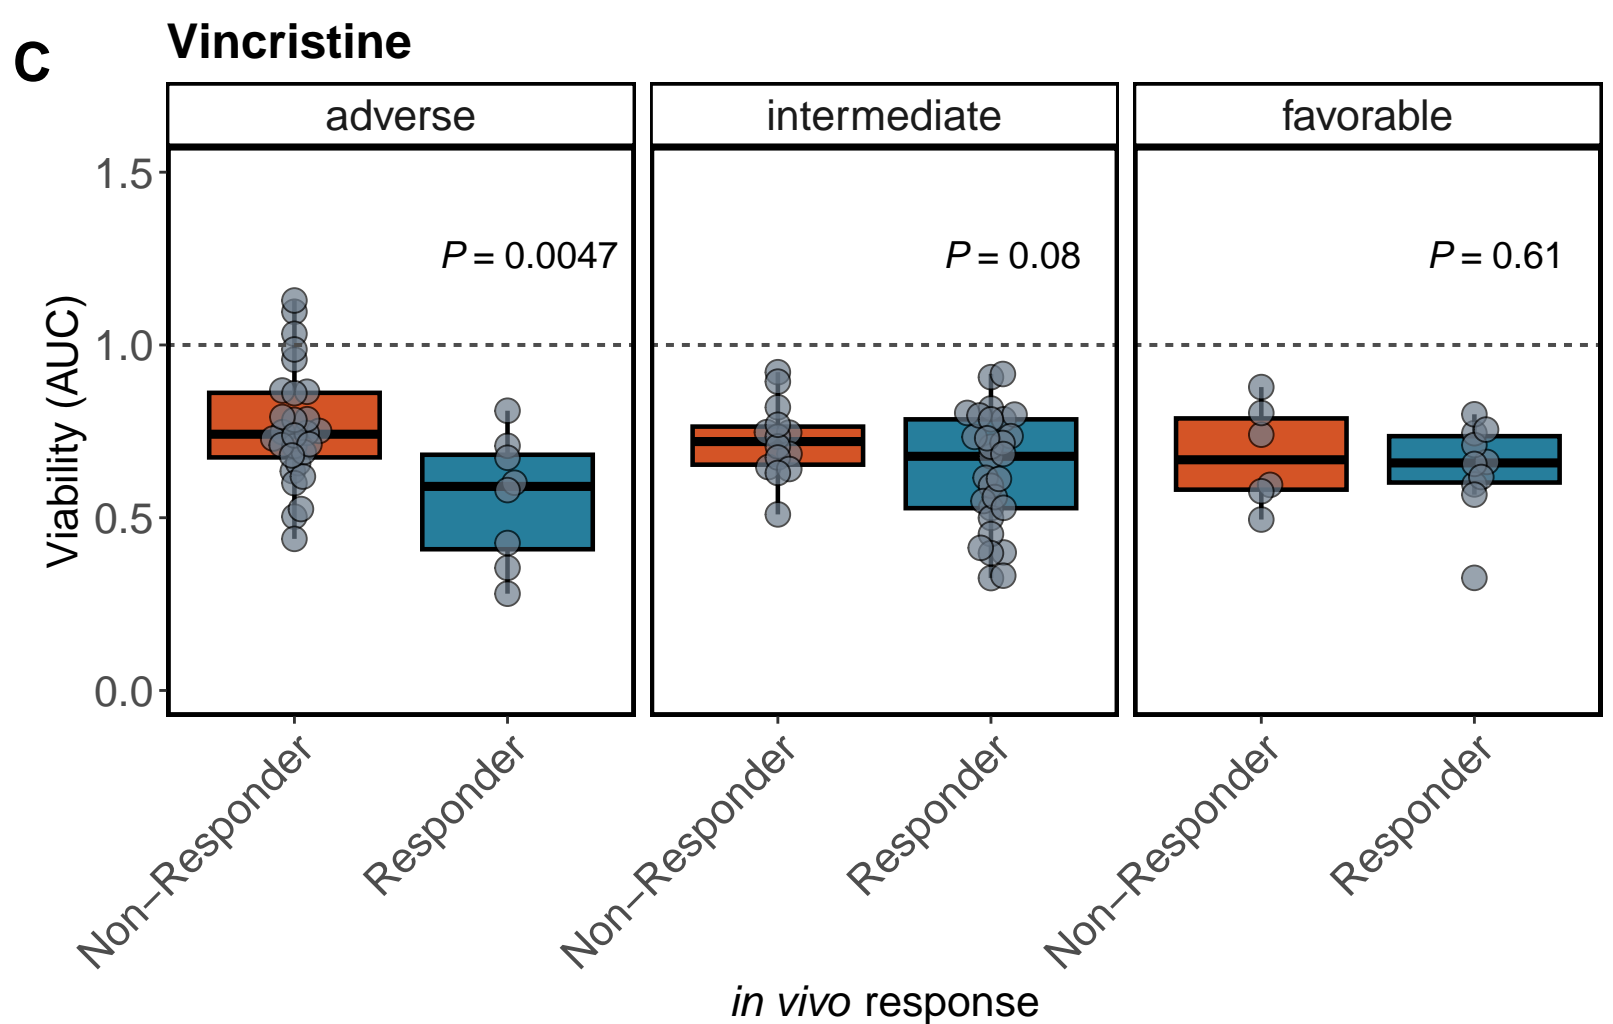 C
Vincristine
adverse
intermediate
favorable
1.5
1.0
0.5
0.0
Viability (AUC)
P = 0.0047
P = 0.08
P = 0.61
Non−Responder
Responder
Non−Responder
Responder
Non−Responder
Responder
in vivo response